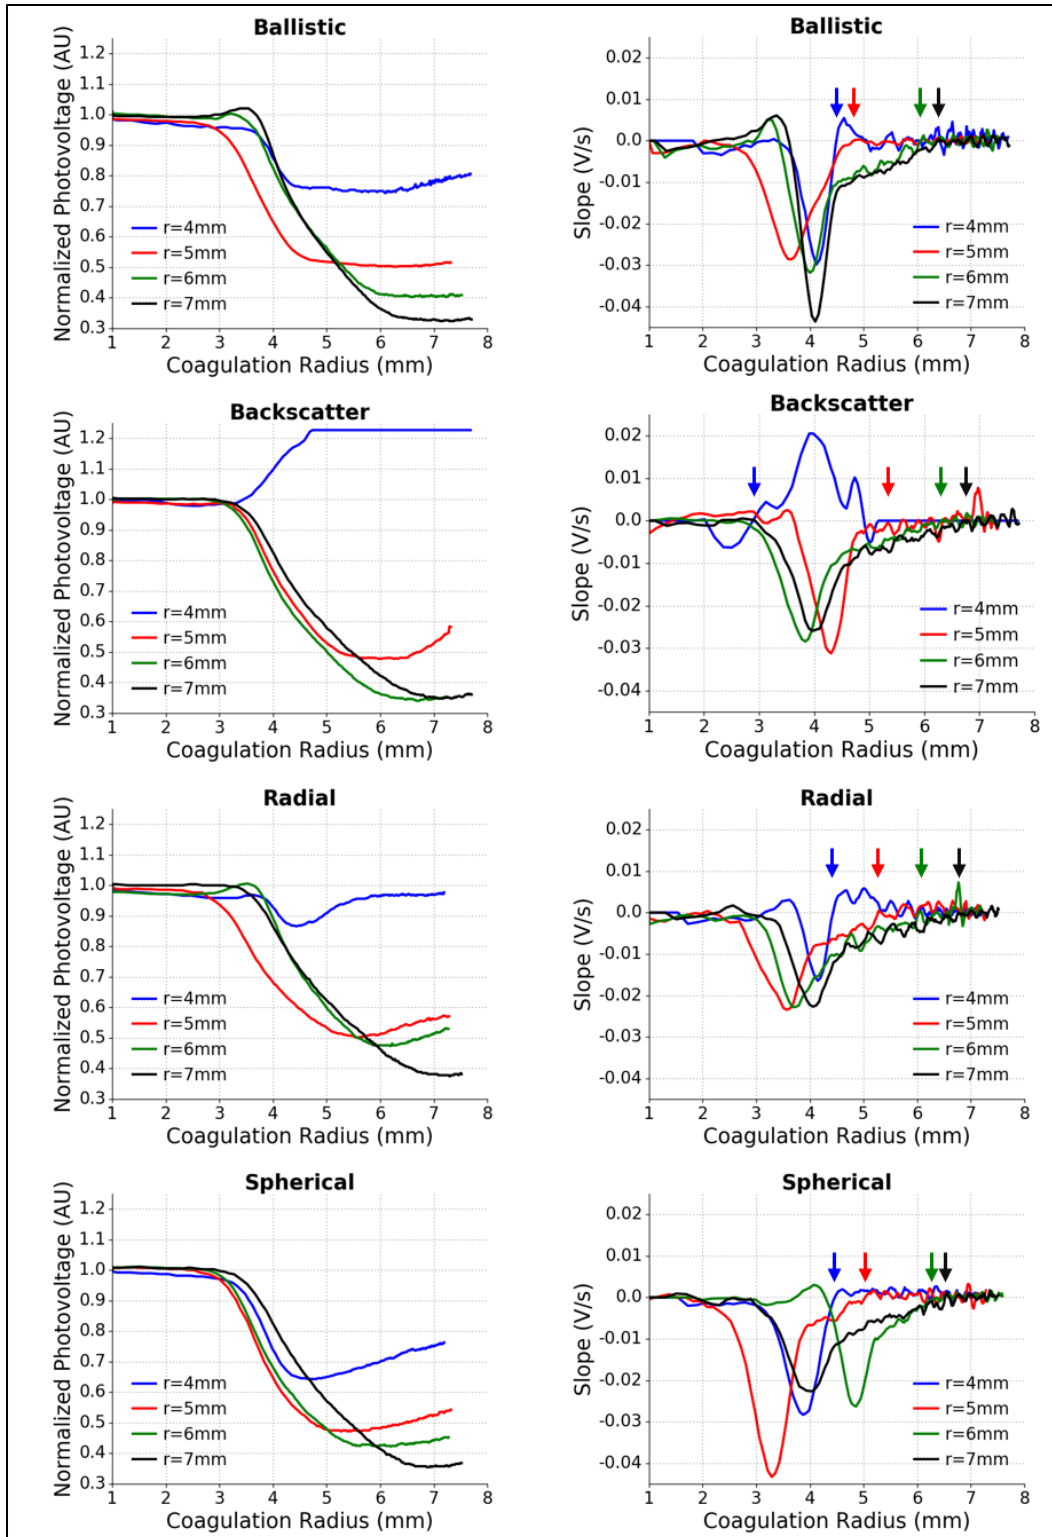 Ballistic
Normalized Photovoltage (AU)
1.2
1.1
1.0
0.9
0.8
0.7
0.6
0.5
0.4
0.3
r=4mm
r=5mm
r=6mm
r=7mm
1 2 3 4 5 6 7 8
Coagulation Radius (mm)
Ballistic
Slope (V/s)
0.02
0.01
0.0
-0.01
-0.02
-0.03
-0.04
r=4mm
r=5mm
r=6mm
r=7mm
1 2 3 4 5 6 7 8
Coagulation Radius (mm)
Backscatter
Normalized Photovoltage (AU)
1.2
1.1
1.0
0.9
0.8
0.7
0.6
0.5
0.4
0.3
r=4mm
r=5mm
r=6mm
r=7mm
1 2 3 4 5 6 7 8
Coagulation Radius (mm)
Backscatter
Slope (V/s)
0.02
0.01
0.0
-0.01
-0.02
-0.03
-0.04
r=4mm
r=5mm
r=6mm
r=7mm
1 2 3 4 5 6 7 8
Coagulation Radius (mm)
Radial
Normalized Photovoltage (AU)
1.2
1.1
1.0
0.9
0.8
0.7
0.6
0.5
0.4
0.3
r=4mm
r=5mm
r=6mm
r=7mm
1 2 3 4 5 6 7 8
Coagulation Radius (mm)
Radial
Slope (V/s)
0.02
0.01
0.0
-0.01
-0.02
-0.03
-0.04
r=4mm
r=5mm
r=6mm
r=7mm
1 2 3 4 5 6 7 8
Coagulation Radius (mm)
Spherical
Normalized Photovoltage (AU)
1.2
1.1
1.0
0.9
0.8
0.7
0.6
0.5
0.4
0.3
r=4mm
r=5mm
r=6mm
r=7mm
1 2 3 4 5 6 7 8
Coagulation Radius (mm)
Spherical
Slope (V/s)
0.02
0.01
0.0
-0.01
-0.02
-0.03
-0.04
r=4mm
r=5mm
r=6mm
r=7mm
1 2 3 4 5 6 7 8
Coagulation Radius (mm)